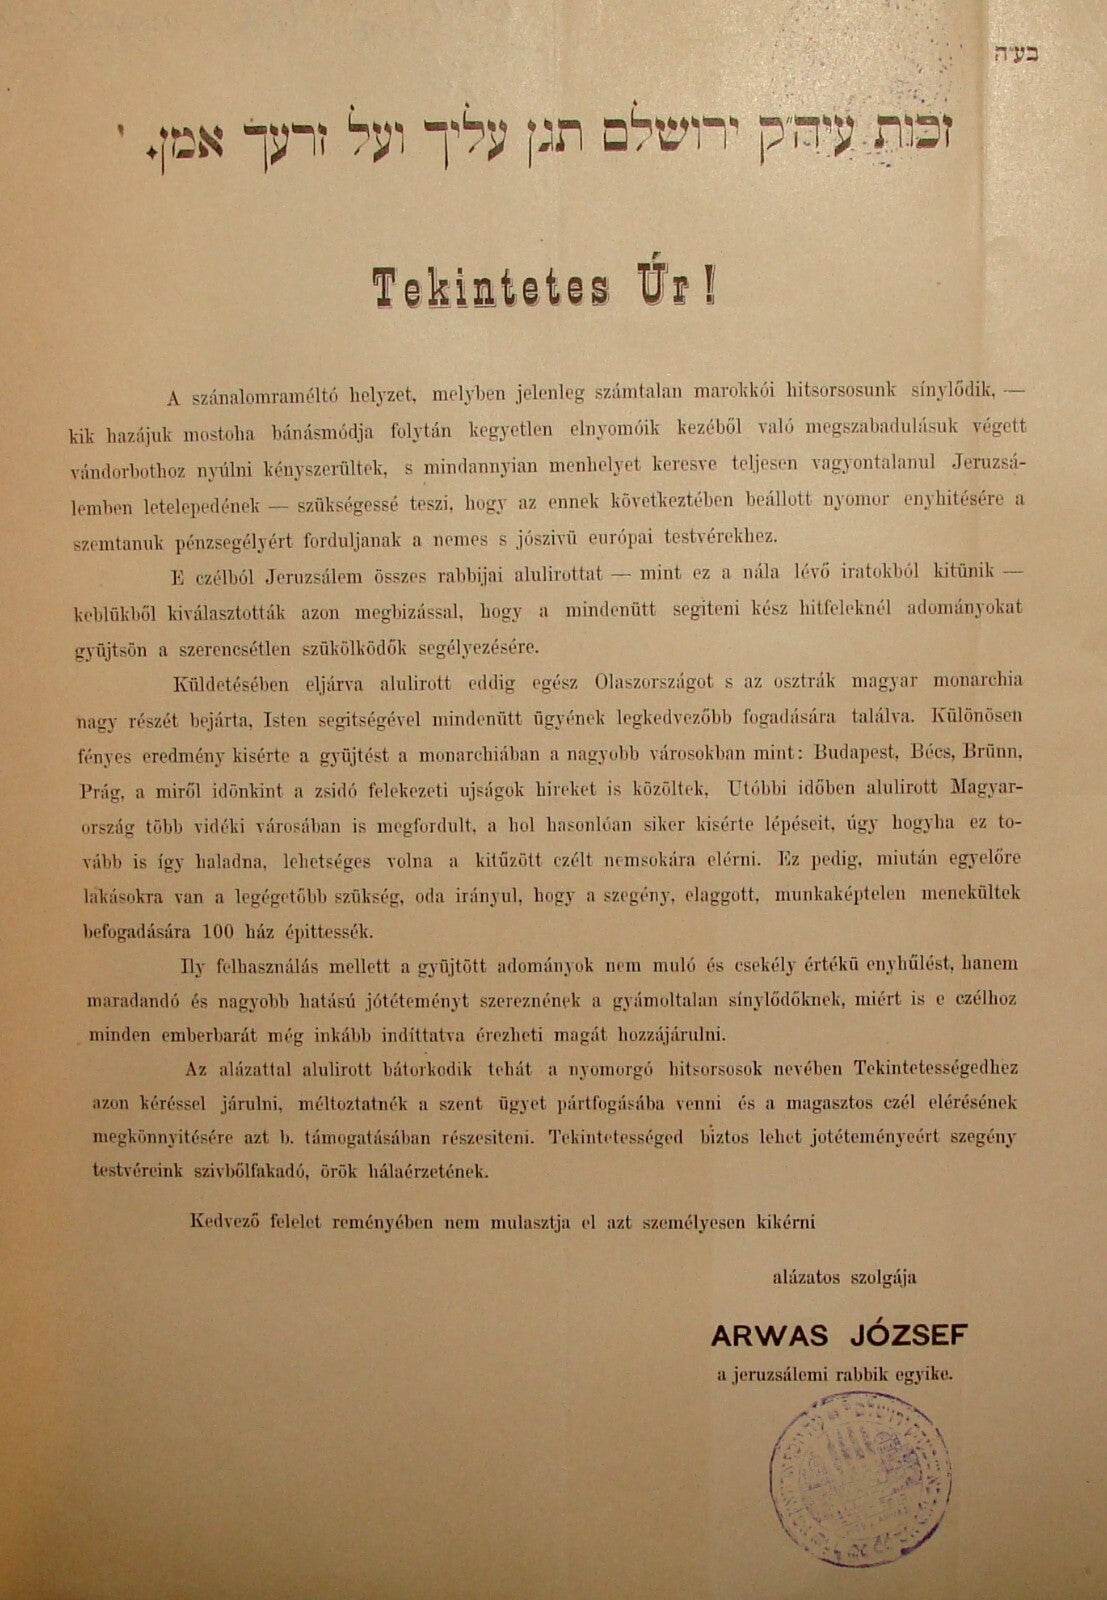 בע״ה
זכות עיה״ק ירושלם תגן עליך ועל זרעך אמן.
Tekintetes Úr!
A szánalomraméltó helyzet, melyben jelenleg számtalan marokkói hitsorsosunk sínylődik, —
kik hazájuk mostoha bánásmódja folytán kegyetlen elnyomóik kezéből való megszabadulásuk végett
vándorbothoz nyúlni kényszerültek, s mindannyian menhelyet keresve teljesen vagyontalanul Jeruzsá-
lemben letelepedének — szükségessé teszi, hogy az ennek következtében beállott nyomor enyhitésére a
szemtanuk pénzsegélyért forduljanak a nemes s jószivü európai testvérekhez.
E czélból Jeruzsálem összes rabbijai alulirottat — mint ez a nála lévő iratokból kitünik —
keblükből kiválasztották azon megbizással, hogy a mindenütt segiteni kész hitfeleknél adományokat
gyüjtsön a szerencsétlen szükölködők segélyezésére.
Küldetésében eljárva alulirott eddig egész Olaszországot s az osztrák magyar monarchia
nagy részét bejárta, Isten segitségével mindenütt ügyének legkedvezőbb fogadására találva. Különösen
fényes eredmény kisérte a gyüjtést a monarchiában a nagyobb városokban mint: Budapest, Bécs, Brünn,
Prág, a miről idönkint a zsidó felekezeti ujságok hireket is közöltek, Utóbbi időben alulirott Magyar-
ország több vidéki városában is megfordult, a hol hasonlóan siker kisérte lépéseit, úgy hogyha ez to-
vább is így haladna, lehetséges volna a kitűzött czélt nemsokára elérni. Ez pedig, miután egyelőre
lakásokra van a legégetőbb szükség, oda irányul, hogy a szegény, elaggott, munkaképtelen menekültek
befogadására 100 ház épittessék.
Ily felhasználás mellett a gyüjtött adományok nem muló és csekély értékü enyhűlést, hanem
maradandó és nagyobb hatású jótéteményt szereznének a gyámoltalan sínylődőknek, miért is e czélhoz
minden emberbarát még inkább indíttatva érezheti magát hozzájárulni.
Az alázattal alulirott bátorkodik tehát a nyomorgó hitsorsosok nevében Tekintetességedhez
azon kéréssel járulni, méltoztatnék a szent ügyet pártfogásába venni és a magasztos czél elérésének
megkönnyitésére azt b. támogatásában részesiteni. Tekintetességed biztos lehet jotéteményeért szegény
testvéreink szivbőlfakadó, örök hálaérzetének.
Kedvező felelet reményében nem mulasztja el azt személyesen kikérni
alázatos szolgája
ARWAS JÓZSEF
a jeruzsálemi rabbik egyike.